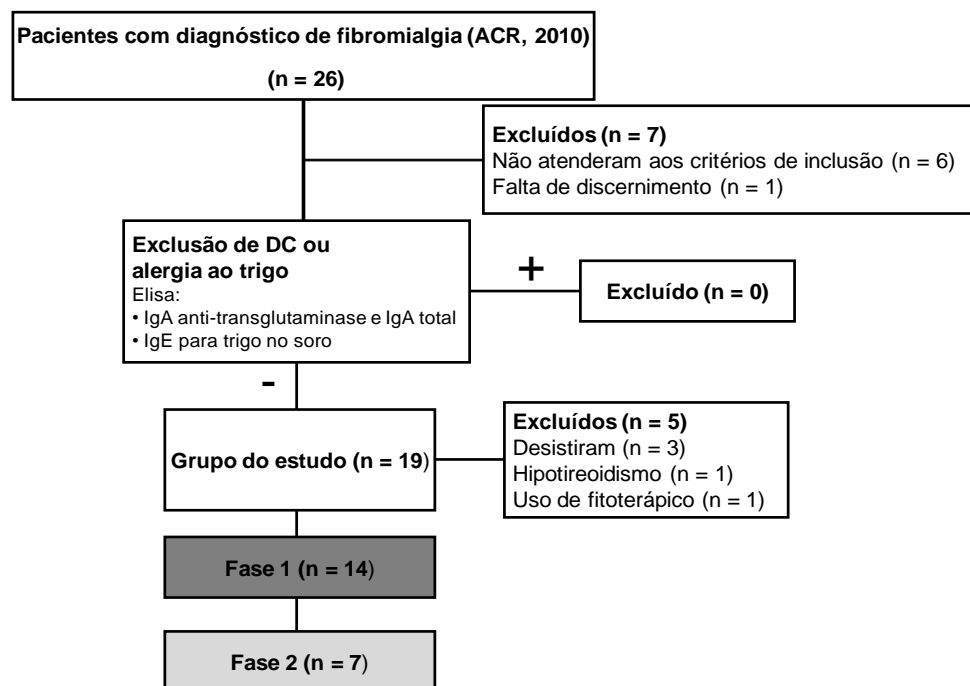 Pacientes com diagnóstico de fibromialgia (ACR, 2010)
(n = 26)
Excluídos (n = 7)
Não atenderam aos critérios de inclusão (n = 6)
Falta de discernimento (n = 1)
Exclusão de DC ou
alergia ao trigo
Elisa:
• IgA anti-transglutaminase e IgA total
• IgE para trigo no soro
+
Excluído (n = 0)
-
Grupo do estudo (n = 19)
Excluídos (n = 5)
Desistiram (n = 3)
Hipotireoidismo (n = 1)
Uso de fitoterápico (n = 1)
Fase 1 (n = 14)
Fase 2 (n = 7)